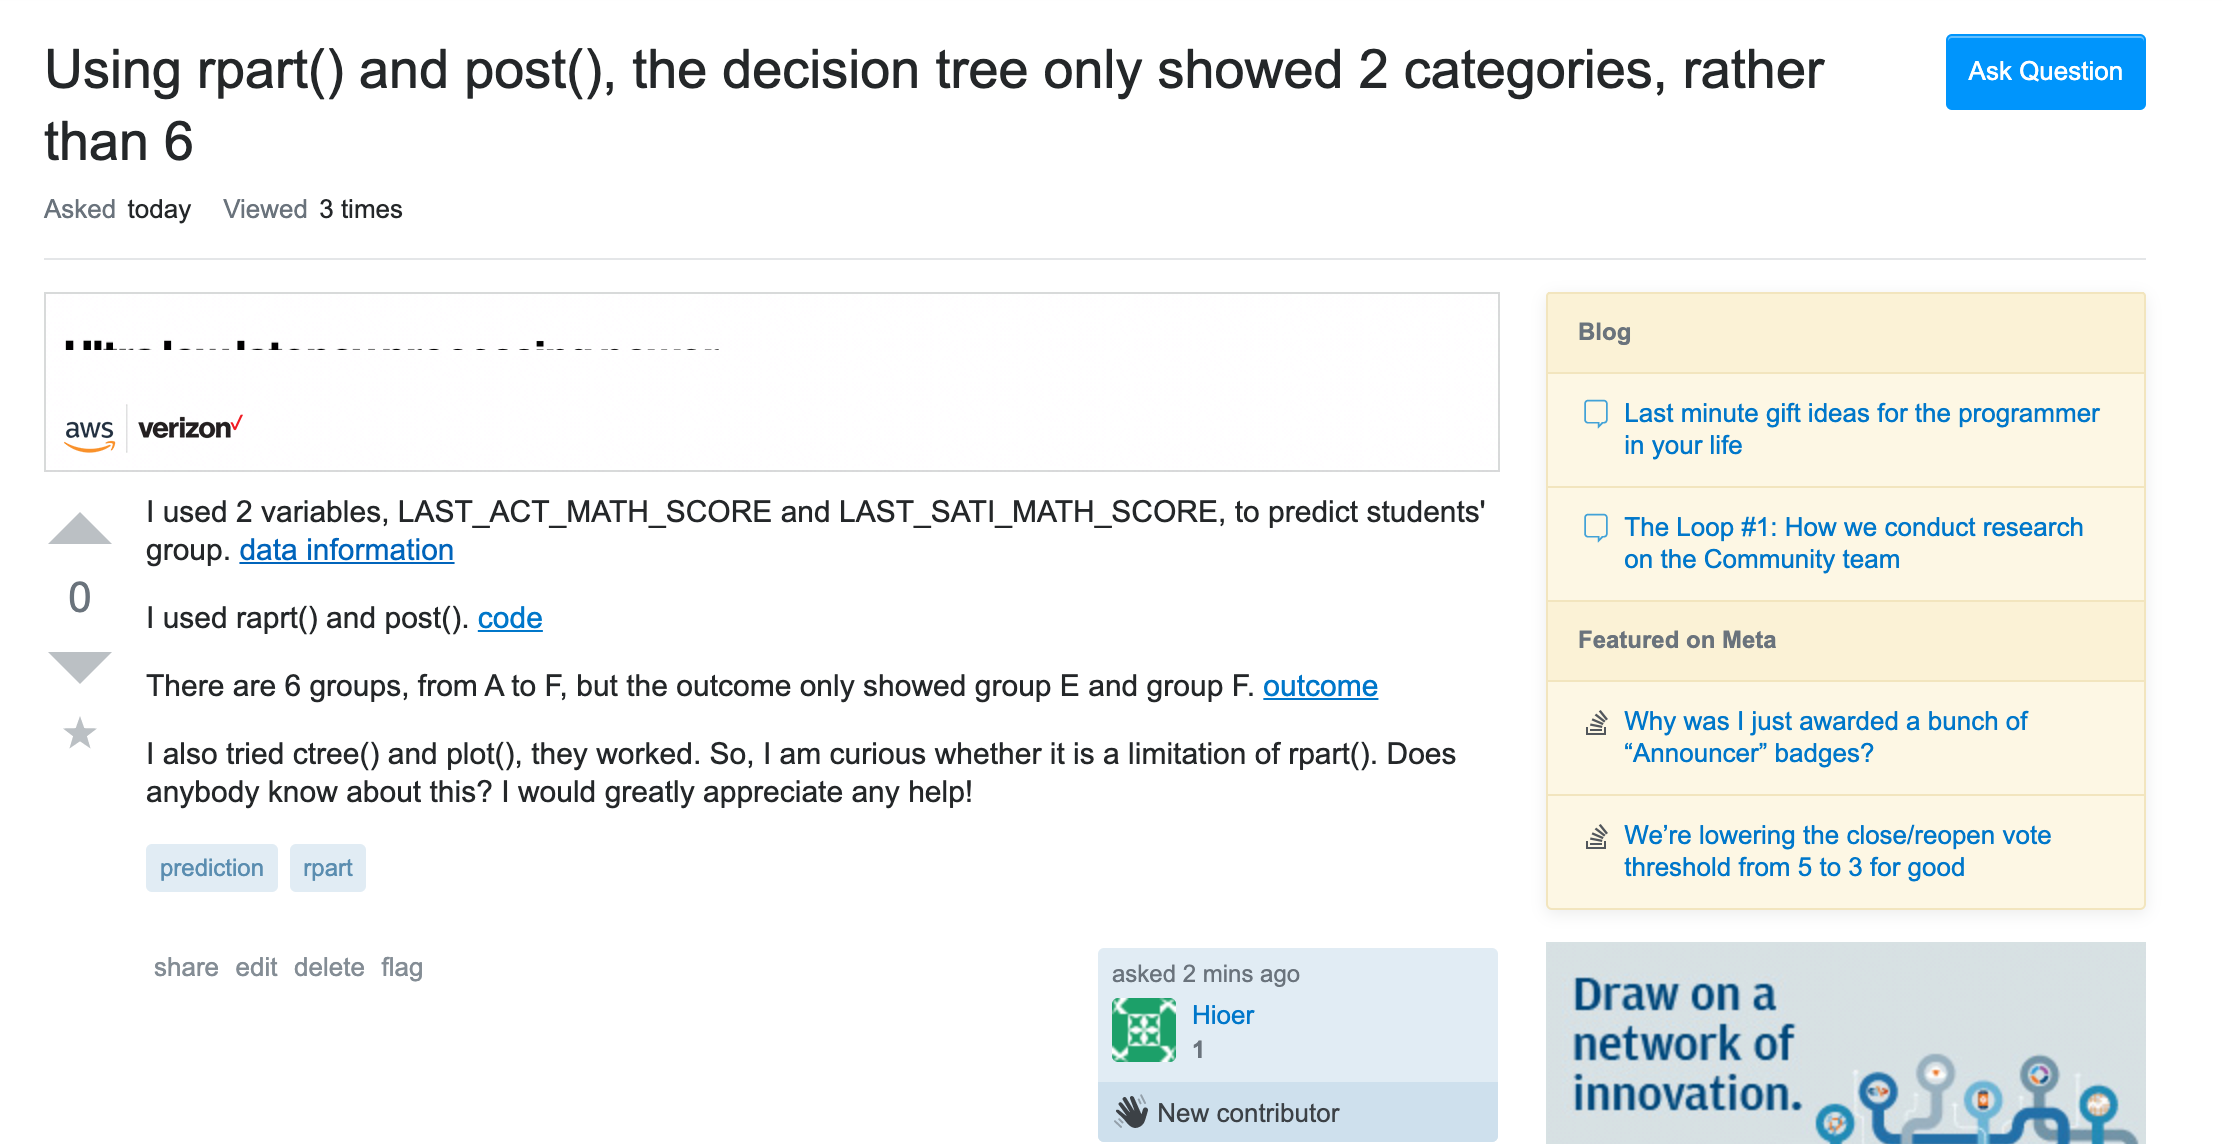 Using rpart() and post(), the decision tree only showed 2 categories, rather
than 6
Ask Question
Asked today Viewed 3 times
Ultra low latency processing power
aws verizon
I used 2 variables, LAST_ACT_MATH_SCORE and LAST_SATI_MATH_SCORE, to predict students'
group. data information
0
I used raprt() and post(). code
There are 6 groups, from A to F, but the outcome only showed group E and group F. outcome
I also tried ctree() and plot(), they worked. So, I am curious whether it is a limitation of rpart(). Does
anybody know about this? I would greatly appreciate any help!
prediction rpart
share edit delete flag
asked 2 mins ago
Hioer
1
New contributor
Blog
Last minute gift ideas for the programmer
in your life
The Loop #1: How we conduct research
on the Community team
Featured on Meta
Why was I just awarded a bunch of
“Announcer” badges?
We’re lowering the close/reopen vote
threshold from 5 to 3 for good
Draw on a
network of
innovation.